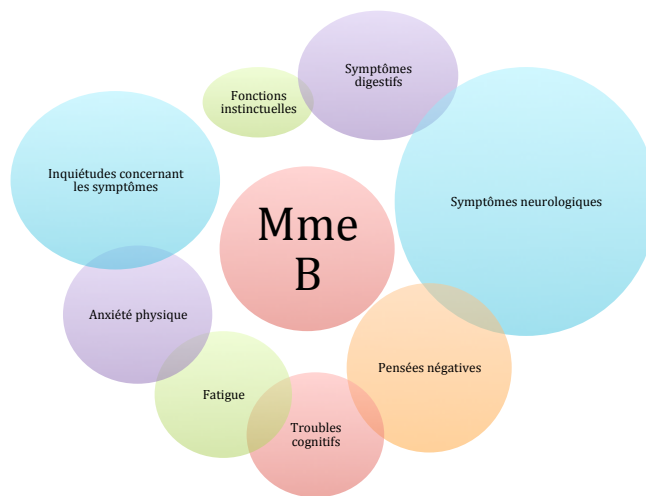 Symptômes
digestifs
Fonctions
instinctuelles
Inquiétudes concernant
les symptômes
Symptômes neurologiques
Mme
B
Anxiété physique
Pensées négatives
Fatigue
Troubles
cognitifs